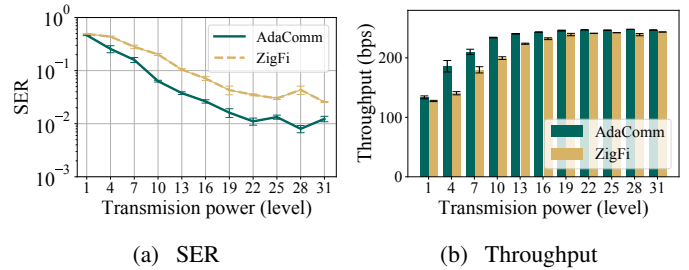 SER
10⁰
10⁻¹
10⁻²
10⁻³
AdaComm
ZigFi
1 4 7 10 13 16 19 22 25 28 31
Transmision power (level)
(a) SER
Throughput (bps)
200
100
0
AdaComm
ZigFi
1 4 7 10 13 16 19 22 25 28 31
Transmision power (level)
(b) Throughput